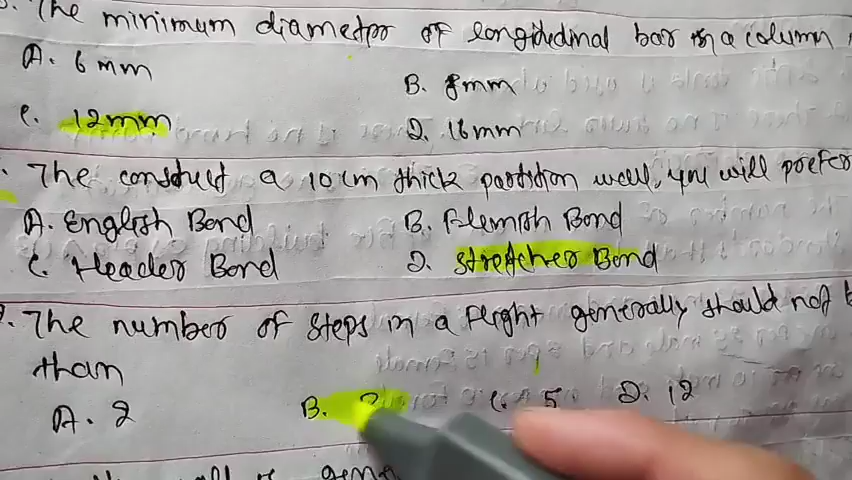 The minimum diameter of longitudinal bar in a column
A. 6 mm
B. 8mm
C. 12mm
D. 16mm
The construct a 10 cm thick partition wall, you will prefer
A. English Bond
B. Flemish Bond
C. Header Bond
D. Stretcher Bond
The number of steps in a flight generally should not
than
A. 2
B.
C. 5
D. 12